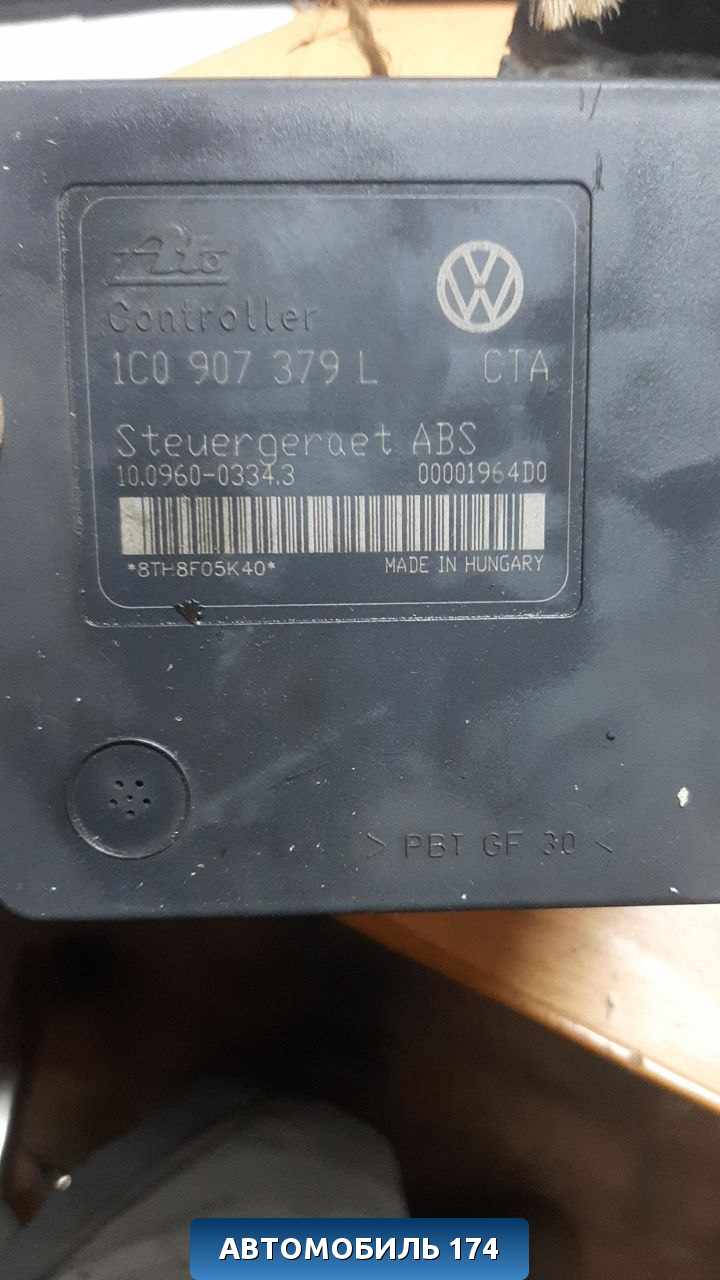 Ate
Controller
1C0 907 379 L CTA
Steuergeraet ABS
10.0960-0334.3 00001964D0
*8TH8F05K40* MADE IN HUNGARY
> PBT GF 30 <
АВТОМОБИЛЬ 174